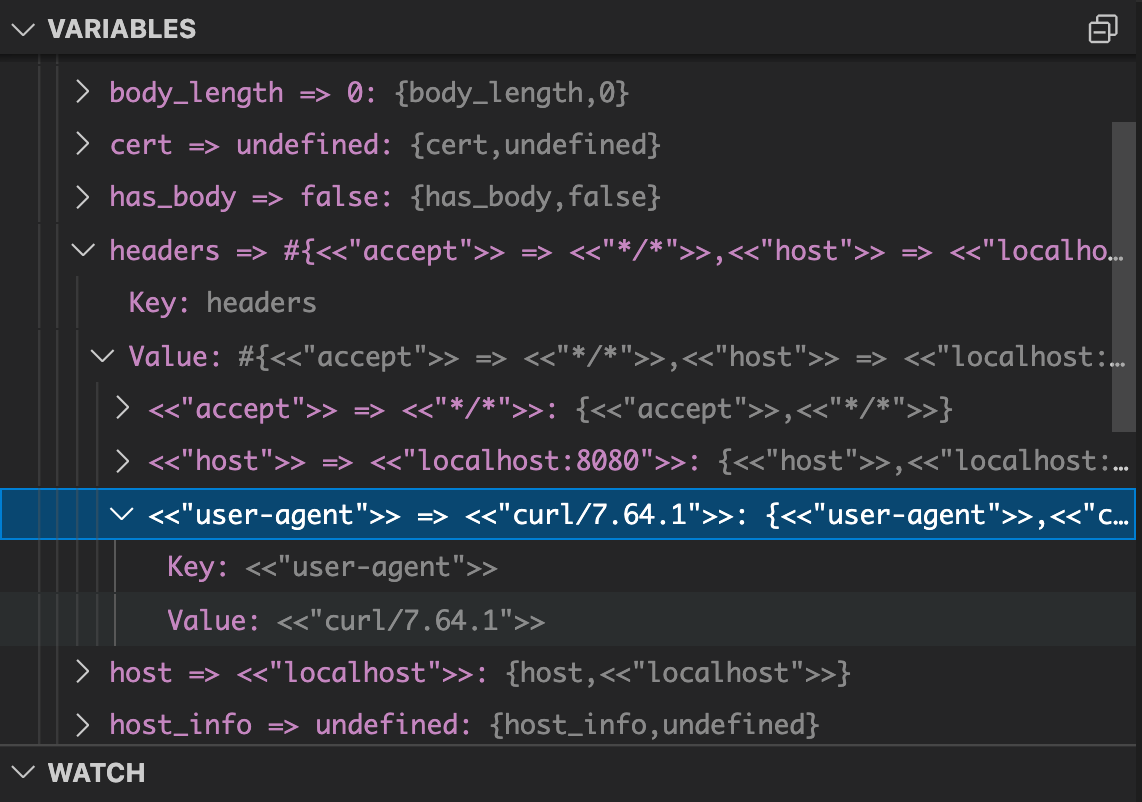 VARIABLES
body_length => 0: {body_length,0}
cert => undefined: {cert,undefined}
has_body => false: {has_body,false}
headers => #{<<"accept">> => <<"*/*">>,<<"host">> => <<"localho…
Key: headers
Value: #{<<"accept">> => <<"*/*">>,<<"host">> => <<"localhost:…
<<"accept">> => <<"*/*">>: {<<"accept">>,<<"*/*">>}
<<"host">> => <<"localhost:8080">>: {<<"host">>,<<"localhost:…
<<"user-agent">> => <<"curl/7.64.1">>: {<<"user-agent">>,<<"c…
Key: <<"user-agent">>
Value: <<"curl/7.64.1">>
host => <<"localhost">>: {host,<<"localhost">>}
host_info => undefined: {host_info,undefined}
WATCH